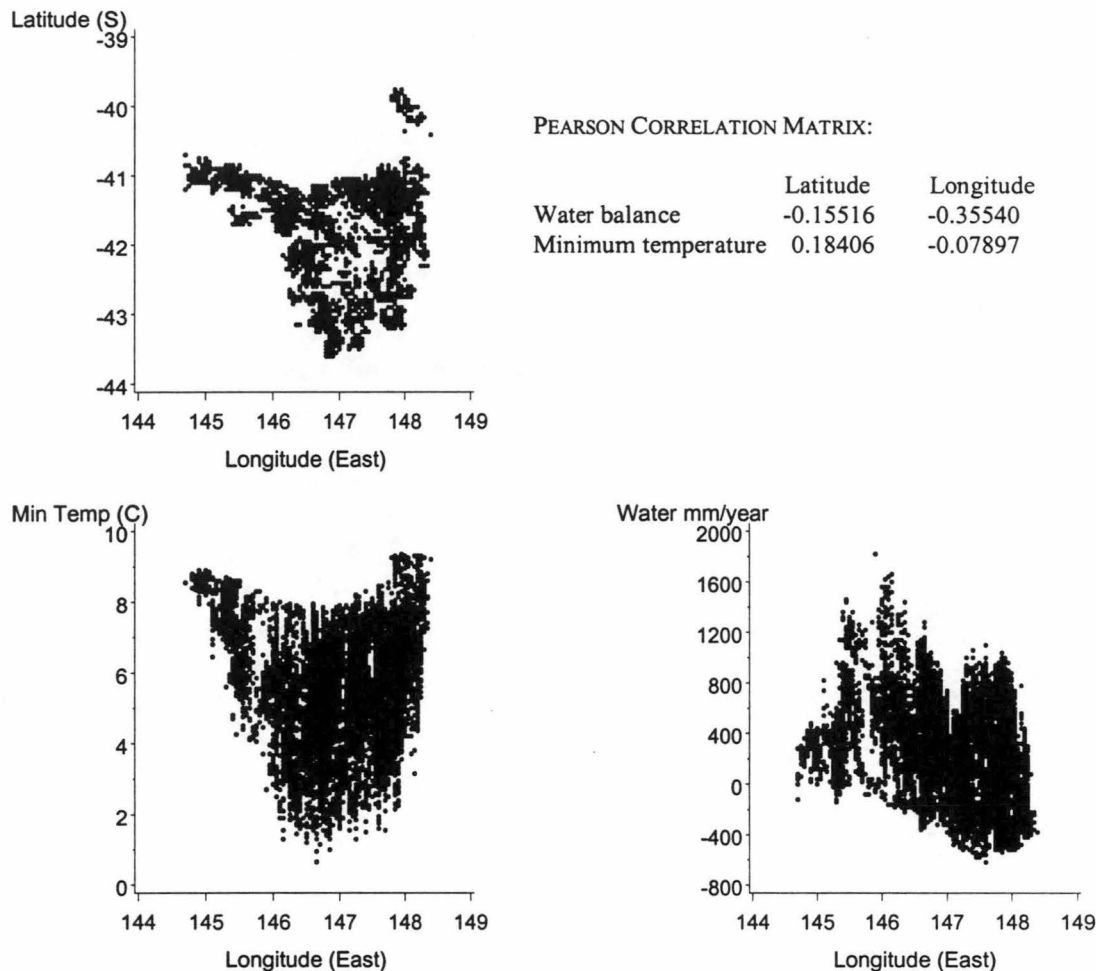 Latitude (S)
-39
-40
-41
-42
-43
-44
144 145 146 147 148 149
Longitude (East)
PEARSON CORRELATION MATRIX:
Latitude Longitude
Water balance -0.15516 -0.35540
Minimum temperature 0.18406 -0.07897
Min Temp (C)
10
8
6
4
2
0
144 145 146 147 148 149
Longitude (East)
Water mm/year
2000
1600
1200
800
400
0
-400
-800
144 145 146 147 148 149
Longitude (East)